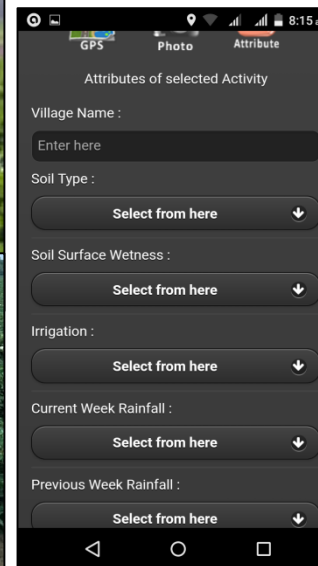 8:15
GPS
Photo
Attribute
Attributes of selected Activity
Village Name :
Enter here
Soil Type :
Select from here
Soil Surface Wetness :
Select from here
Irrigation :
Select from here
Current Week Rainfall :
Select from here
Previous Week Rainfall :
Select from here